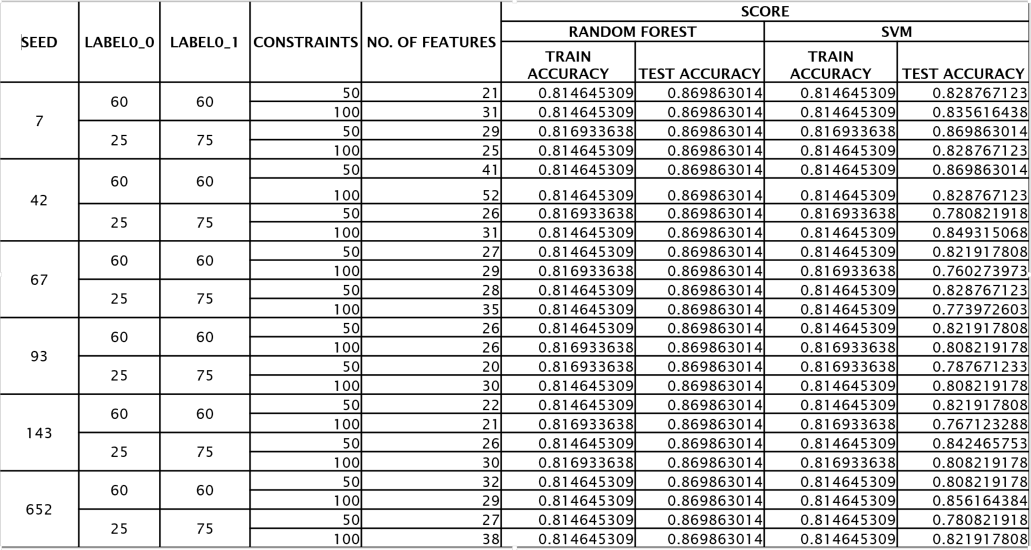 SCORE
RANDOM FOREST SVM
SEED LABEL0_0 LABEL0_1 CONSTRAINTS NO. OF FEATURES
TRAIN ACCURACY TEST ACCURACY TRAIN ACCURACY TEST ACCURACY
7 60 60 50 21 0.814645309 0.869863014 0.814645309 0.828767123
100 31 0.814645309 0.869863014 0.814645309 0.835616438
25 75 50 29 0.816933638 0.869863014 0.816933638 0.869863014
100 25 0.814645309 0.869863014 0.814645309 0.828767123
42 60 60 50 41 0.814645309 0.869863014 0.814645309 0.869863014
100 52 0.814645309 0.869863014 0.814645309 0.828767123
25 75 50 26 0.816933638 0.869863014 0.816933638 0.780821918
100 31 0.814645309 0.869863014 0.814645309 0.849315068
67 60 60 50 27 0.814645309 0.869863014 0.814645309 0.821917808
100 29 0.816933638 0.869863014 0.816933638 0.760273973
25 75 50 28 0.814645309 0.869863014 0.814645309 0.828767123
100 35 0.814645309 0.869863014 0.814645309 0.773972603
93 60 60 50 26 0.814645309 0.869863014 0.814645309 0.821917808
100 26 0.816933638 0.869863014 0.816933638 0.808219178
25 75 50 20 0.816933638 0.869863014 0.816933638 0.787671233
100 30 0.814645309 0.869863014 0.814645309 0.808219178
143 60 60 50 22 0.814645309 0.869863014 0.814645309 0.821917808
100 21 0.816933638 0.869863014 0.816933638 0.767123288
25 75 50 26 0.814645309 0.869863014 0.814645309 0.842465753
100 30 0.816933638 0.869863014 0.816933638 0.808219178
652 60 60 50 32 0.814645309 0.869863014 0.814645309 0.808219178
100 29 0.814645309 0.869863014 0.814645309 0.856164384
25 75 50 27 0.814645309 0.869863014 0.814645309 0.780821918
100 38 0.814645309 0.869863014 0.814645309 0.821917808